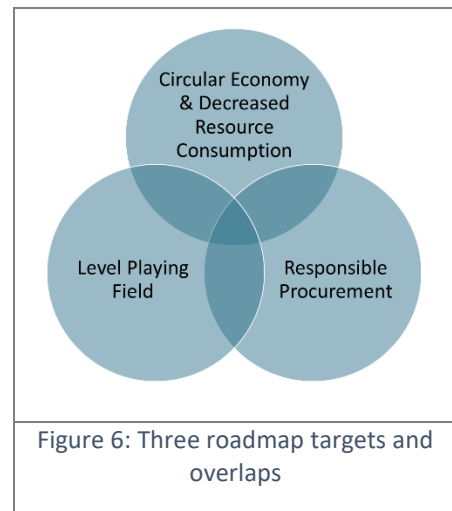 Circular Economy
& Decreased
Resource
Consumption
Level Playing
Field
Responsible
Procurement
Figure 6: Three roadmap targets and
overlaps